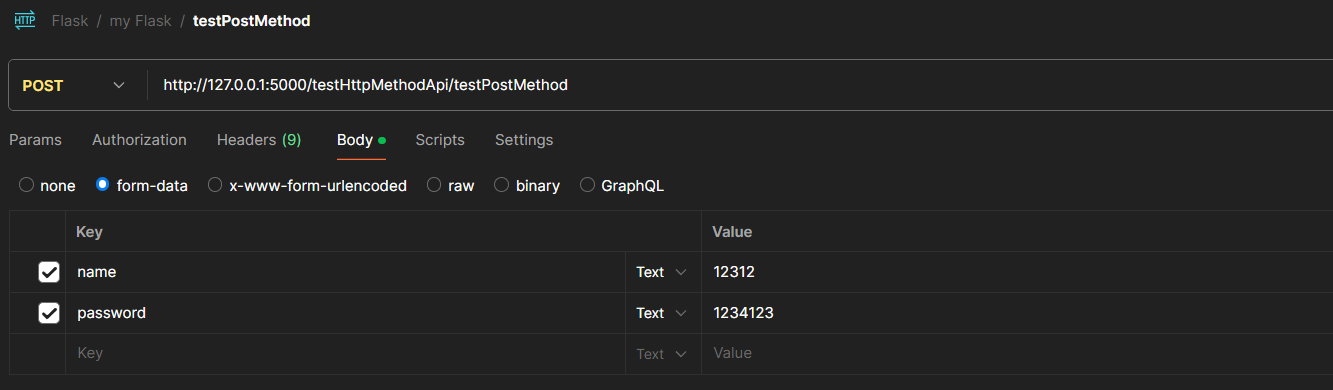 HTTP Flask / my Flask / testPostMethod
POST http://127.0.0.1:5000/testHttpMethodApi/testPostMethod
Params Authorization Headers (9) Body Scripts Settings
none form-data x-www-form-urlencoded raw binary GraphQL
Key Value
name Text 12312
password Text 1234123
Key Text Value